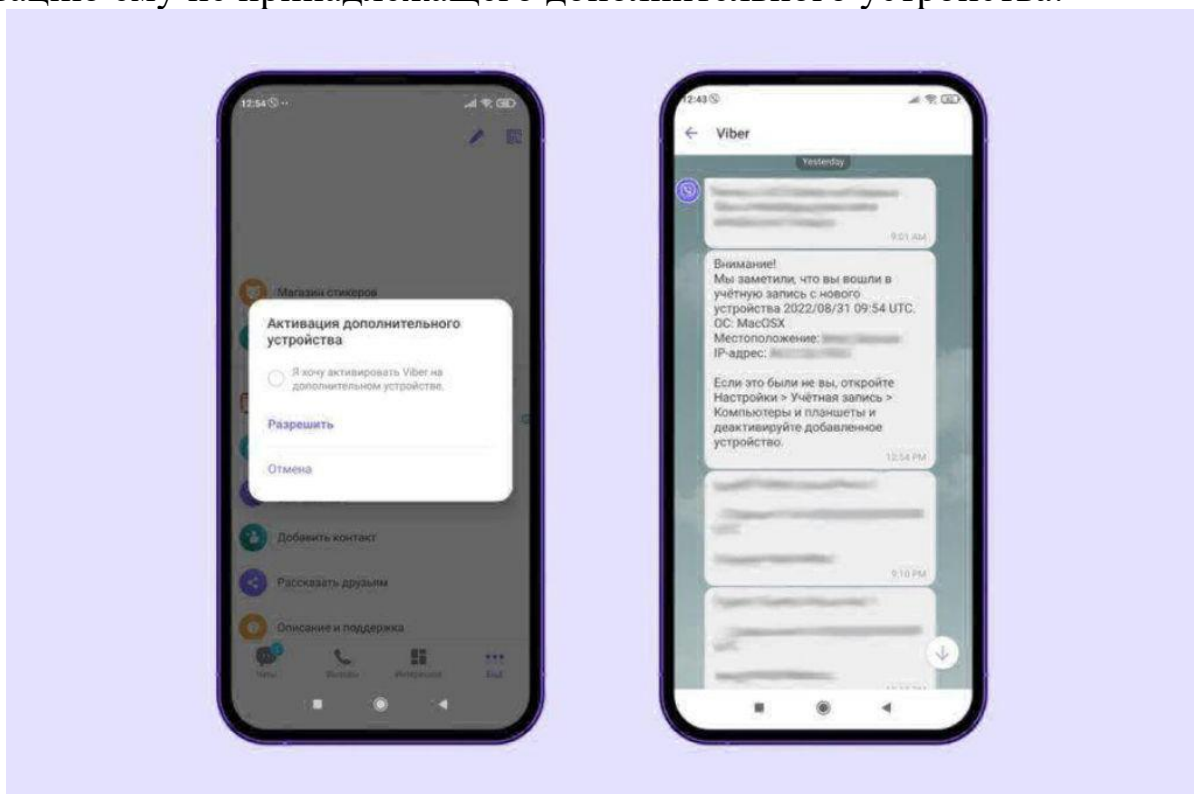 ему не принадлежащего дополнительного устройства.
12:54
Магазин стикеров
Активация дополнительного
устройства
Я хочу активировать Viber на
дополнительном устройстве.
Разрешить
Отмена
Добавить контакт
Рассказать друзьям
Описание и поддержка
Чаты
Вызовы
Ещё
12:43
Viber
Yesterday
9:01 AM
Внимание!
Мы заметили, что вы вошли в
учётную запись с нового
устройства 2022/08/31 09:54 UTC.
ОС: MacOSX
Местоположение:
IP-адрес:
Если это были не вы, откройте
Настройки > Учётная запись >
Компьютеры и планшеты и
деактивируйте добавленное
устройство.
12:54 PM
9:10 PM